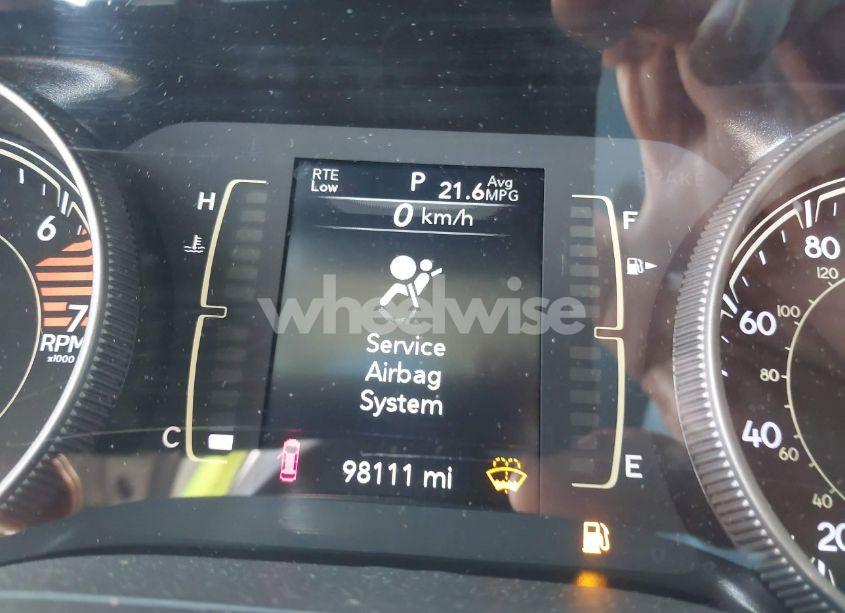 RTE
Low
P
21.6 Avg
MPG
0 km/h
H
F
BRAKE
6
7
RPM
x1000
wheelwise
Service
Airbag
System
C
E
98111 mi
80
120
100
60
80
40
60
40
20